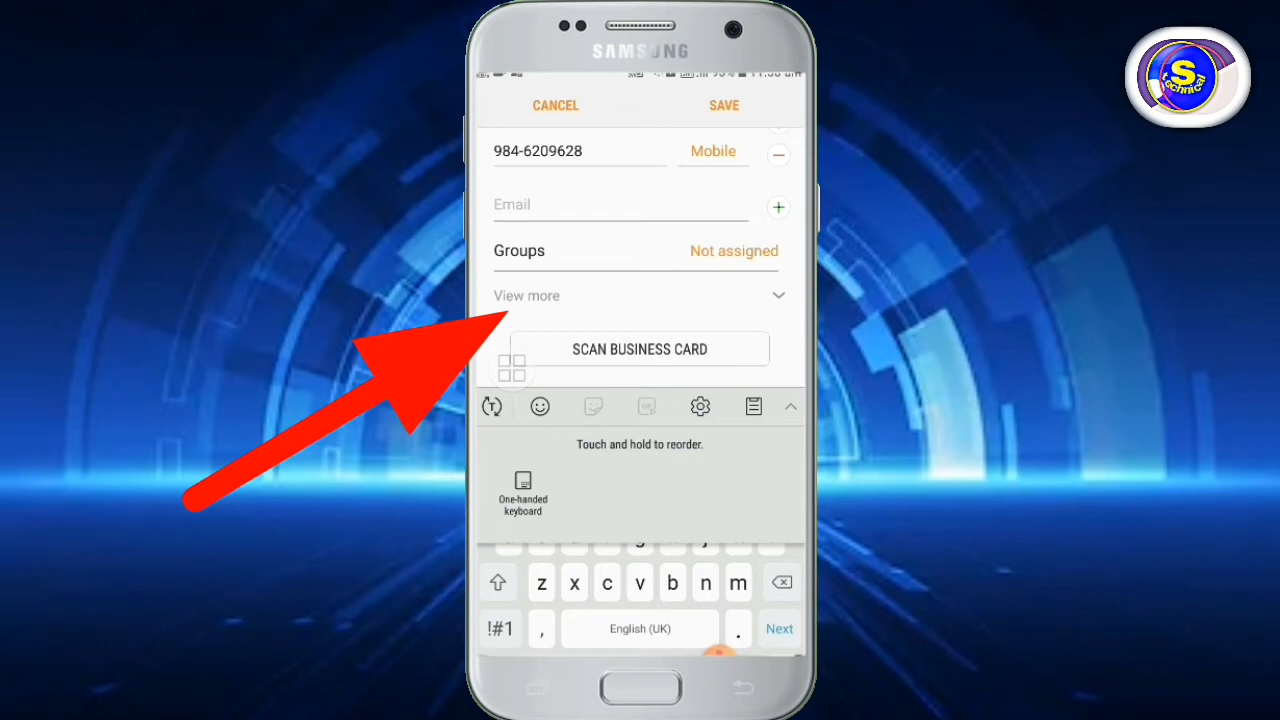 SAMSUNG
S
technical
CANCEL SAVE
984-6209628 Mobile
Email
Groups Not assigned
View more
SCAN BUSINESS CARD
Touch and hold to reorder.
One-handed
keyboard
z x c v b n m
!#1 , English (UK) . Next